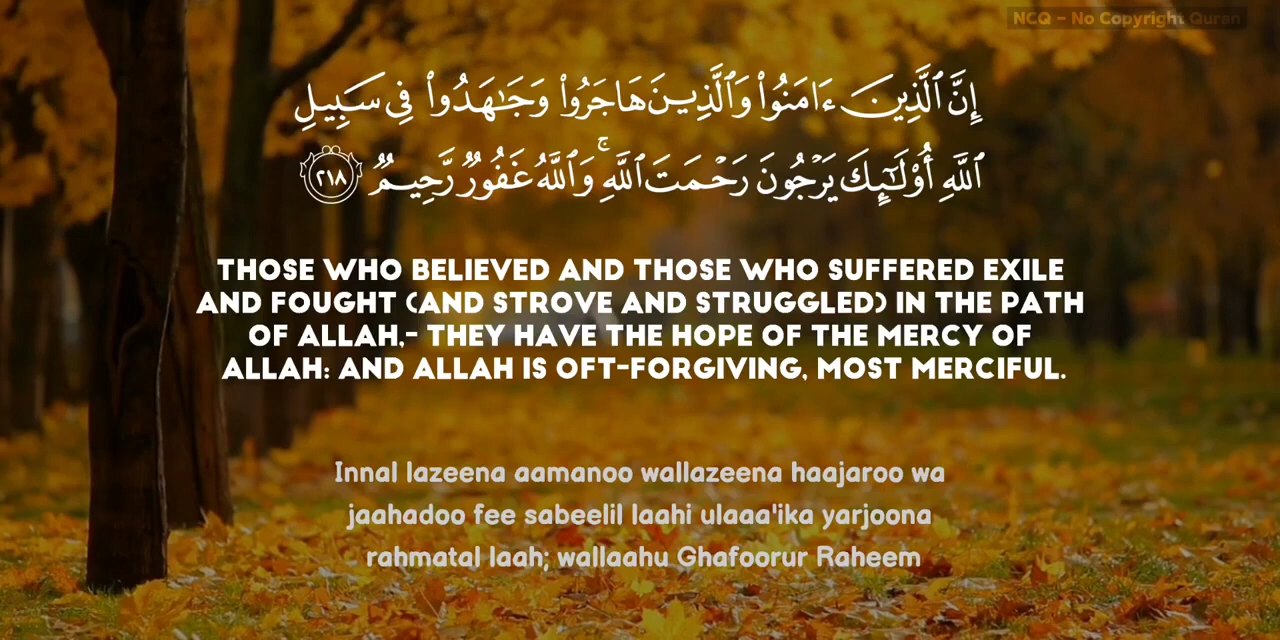 NCQ - No Copyright Quran
إِنَّ ٱلَّذِينَ ءَامَنُوا۟ وَٱلَّذِينَ هَاجَرُوا۟ وَجَـٰهَدُوا۟ فِى سَبِيلِ
ٱللَّهِ أُو۟لَـٰٓئِكَ يَرْجُونَ رَحْمَتَ ٱللَّهِ ۚ وَٱللَّهُ غَفُورٌ رَّحِيمٌ ٢١٨
THOSE WHO BELIEVED AND THOSE WHO SUFFERED EXILE
AND FOUGHT (AND STROVE AND STRUGGLED) IN THE PATH
OF ALLAH,- THEY HAVE THE HOPE OF THE MERCY OF
ALLAH: AND ALLAH IS OFT-FORGIVING, MOST MERCIFUL.
Innal lazeena aamanoo wallazeena haajaroo wa
jaahadoo fee sabeelil laahi ulaaa'ika yarjoona
rahmatal laah; wallaahu Ghafoorur Raheem